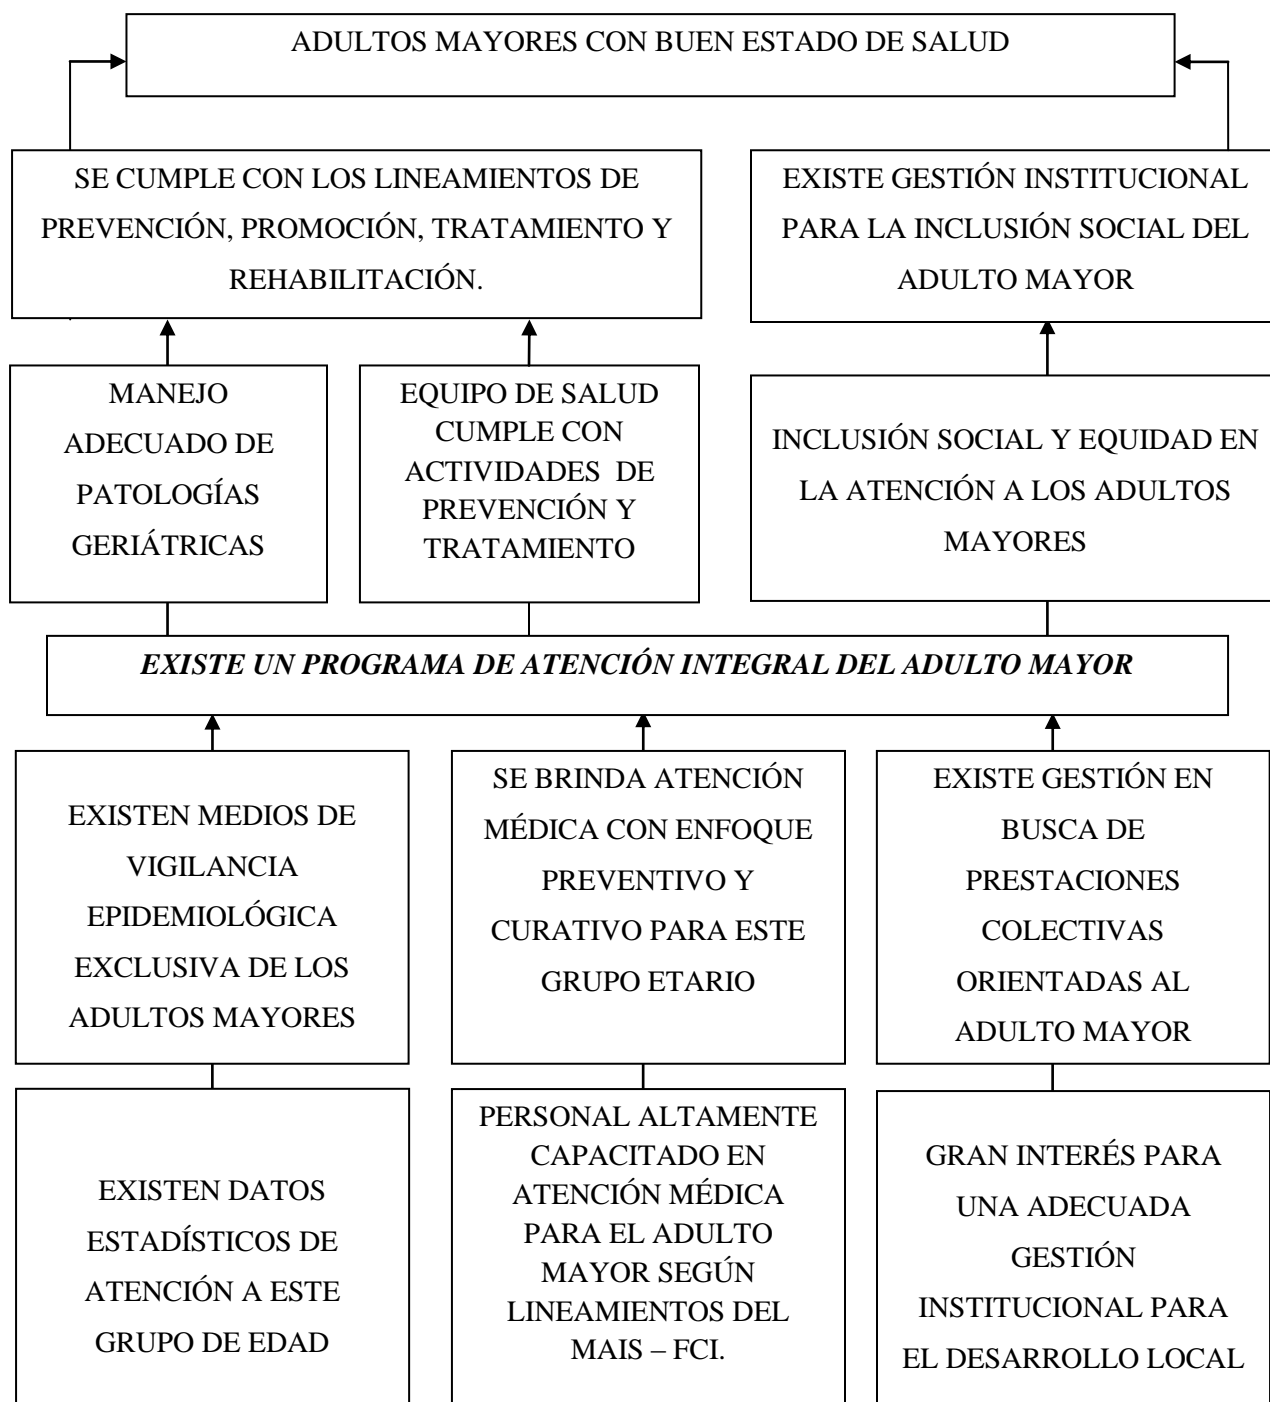 ADULTOS MAYORES CON BUEN ESTADO DE SALUD
SE CUMPLE CON LOS LINEAMIENTOS DE
PREVENCIÓN, PROMOCIÓN, TRATAMIENTO Y
REHABILITACIÓN.
EXISTE GESTIÓN INSTITUCIONAL
PARA LA INCLUSIÓN SOCIAL DEL
ADULTO MAYOR
MANEJO
ADECUADO DE
PATOLOGÍAS
GERIÁTRICAS
EQUIPO DE SALUD
CUMPLE CON
ACTIVIDADES DE
PREVENCIÓN Y
TRATAMIENTO
INCLUSIÓN SOCIAL Y EQUIDAD EN
LA ATENCIÓN A LOS ADULTOS
MAYORES
EXISTE UN PROGRAMA DE ATENCIÓN INTEGRAL DEL ADULTO MAYOR
EXISTEN MEDIOS DE
VIGILANCIA
EPIDEMIOLÓGICA
EXCLUSIVA DE LOS
ADULTOS MAYORES
SE BRINDA ATENCIÓN
MÉDICA CON ENFOQUE
PREVENTIVO Y
CURATIVO PARA ESTE
GRUPO ETARIO
EXISTE GESTIÓN EN
BUSCA DE
PRESTACIONES
COLECTIVAS
ORIENTADAS AL
ADULTO MAYOR
EXISTEN DATOS
ESTADÍSTICOS DE
ATENCIÓN A ESTE
GRUPO DE EDAD
PERSONAL ALTAMENTE
CAPACITADO EN
ATENCIÓN MÉDICA
PARA EL ADULTO
MAYOR SEGÚN
LINEAMIENTOS DEL
MAIS – FCI.
GRAN INTERÉS PARA
UNA ADECUADA
GESTIÓN
INSTITUCIONAL PARA
EL DESARROLLO LOCAL